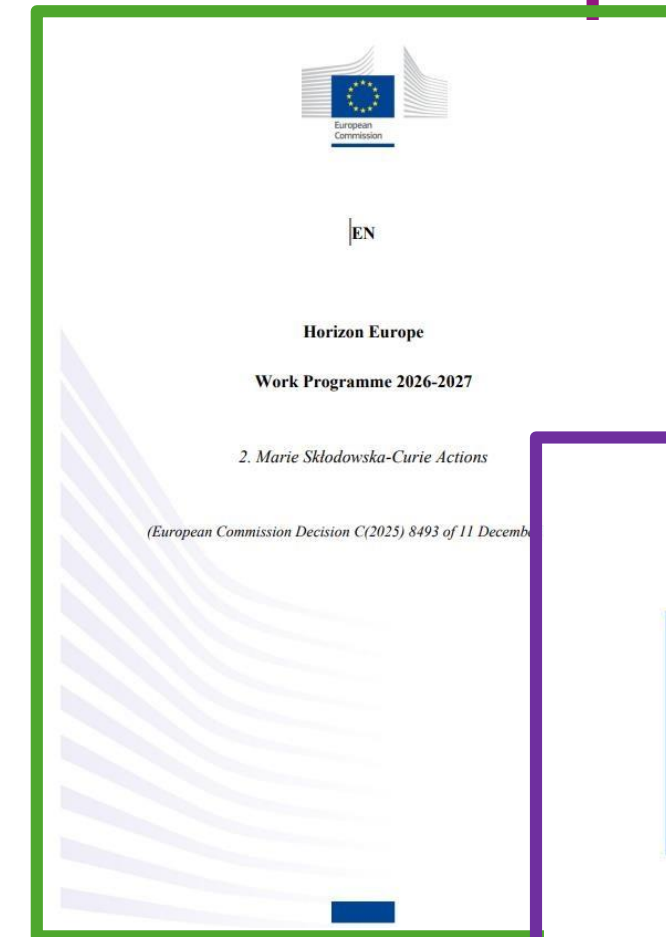 European
Commission
EN
Horizon Europe
Work Programme 2026-2027
2. Marie Skłodowska-Curie Actions
(European Commission Decision C(2025) 8493 of 11 Decemb